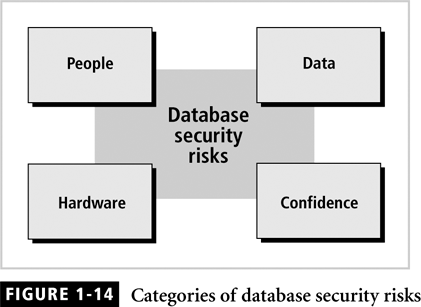 People
Data
Database
security
risks
Hardware
Confidence
FIGURE 1-14 Categories of database security risks